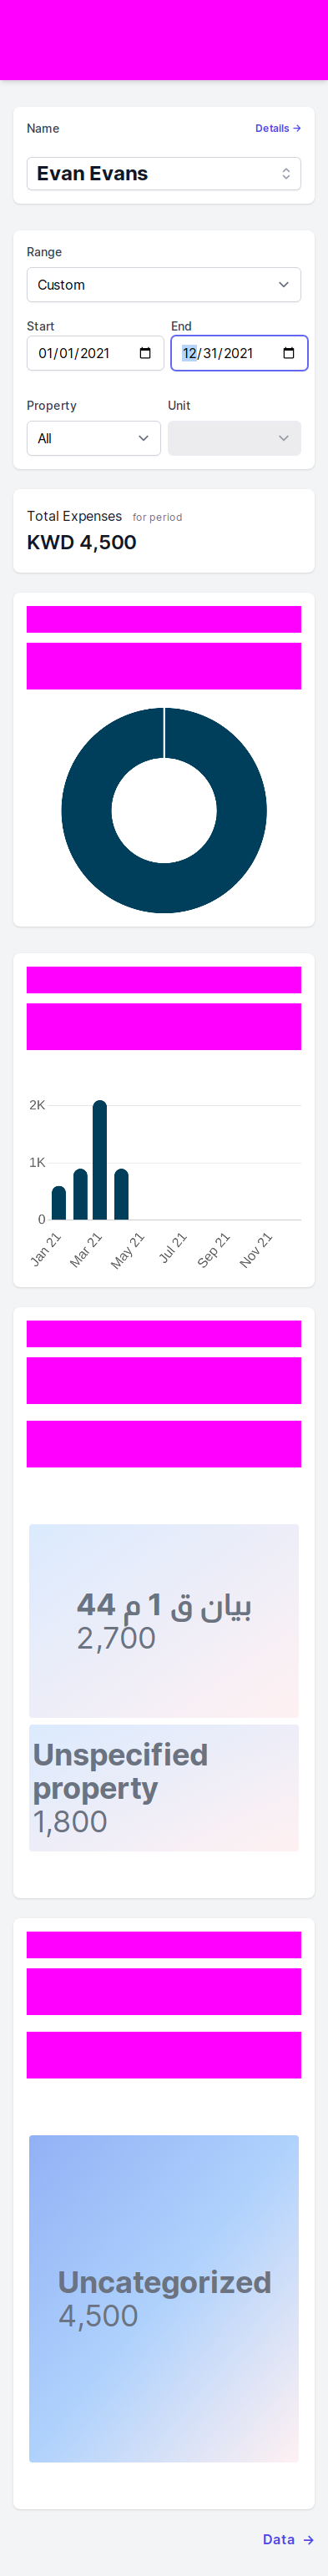 Name
Details →
Evan Evans
Range
Custom
Start
End
01/01/2021
12/31/2021
Property
Unit
All
Total Expenses for period
KWD 4,500
2K
1K
0
Jan 21
Mar 21
May 21
Jul 21
Sep 21
Nov 21
بيان ق 1 م 44
2,700
Unspecified
property
1,800
Uncategorized
4,500
Data →